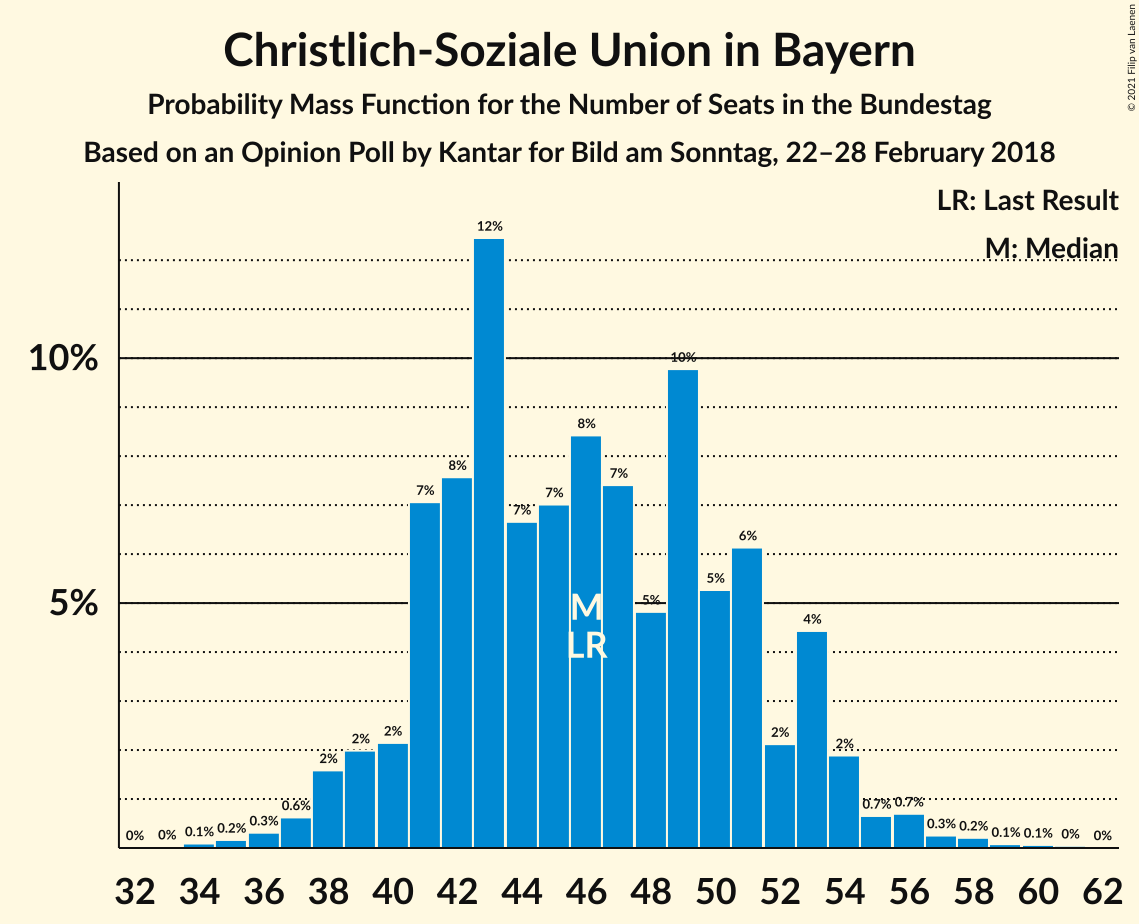 Christlich-Soziale Union in Bayern
Probability Mass Function for the Number of Seats in the Bundestag
Based on an Opinion Poll by Kantar for Bild am Sonntag, 22–28 February 2018
© 2021 Filip van Laenen
LR: Last Result
M: Median
10%
5%
0% 0% 0.1% 0.2% 0.3% 0.6% 2% 2% 2% 7% 8% 12% 7% 7% 8% 7% 5% 10% 5% 6% 2% 4% 2% 0.7% 0.7% 0.3% 0.2% 0.1% 0.1% 0% 0%
M
LR
32 34 36 38 40 42 44 46 48 50 52 54 56 58 60 62